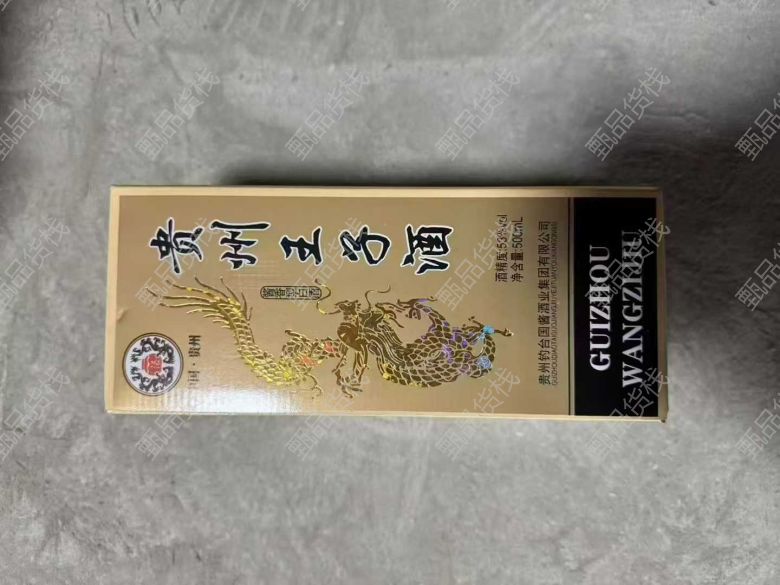 贵州王子酒
酱香型白酒
中国·贵州
酒精度:53%vol
净含量:500mL
贵州钓台国酱酒业集团有限公司
GUIZHOU
WANGZIJIU
甄品货栈